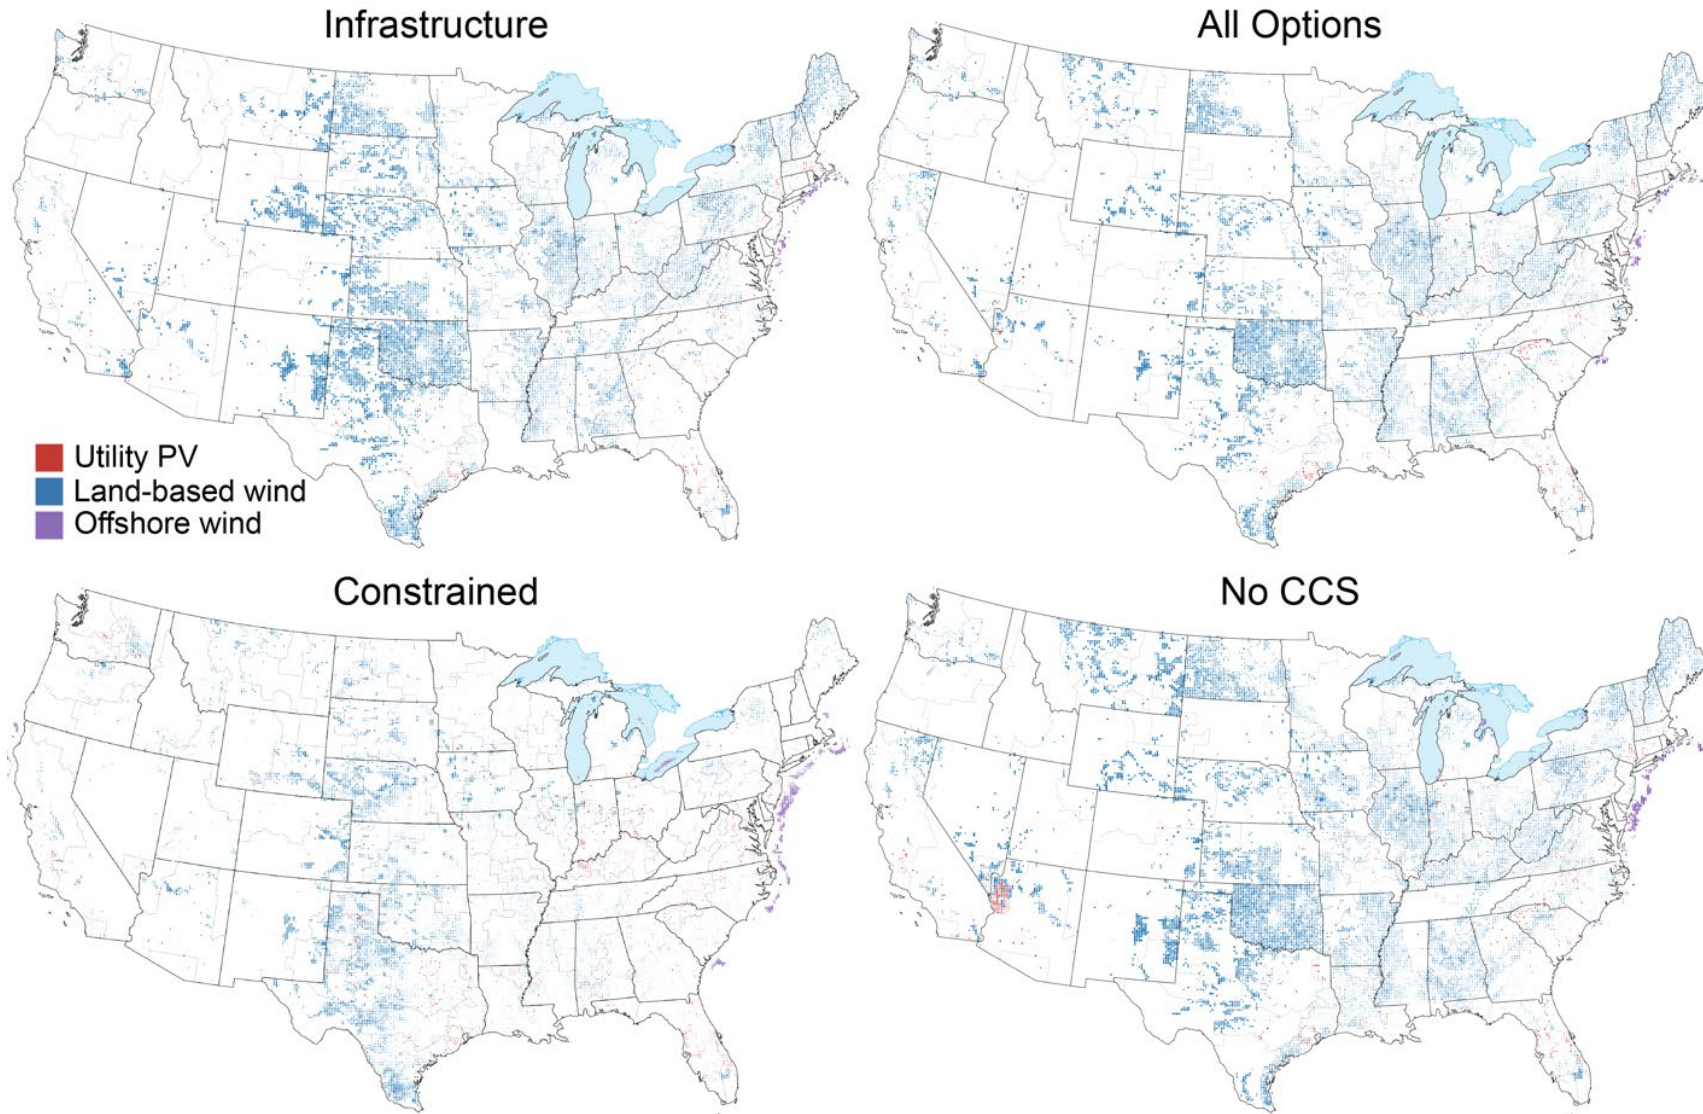 Infrastructure
All Options
Utility PV
Land-based wind
Offshore wind
Constrained
No CCS